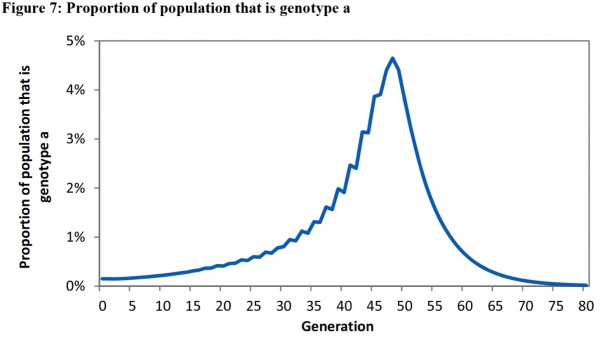 Figure 7: Proportion of population that is genotype a
5%
4%
3%
2%
1%
0%
Proportion of population that is
genotype a
0 5 10 15 20 25 30 35 40 45 50 55 60 65 70 75 80
Generation